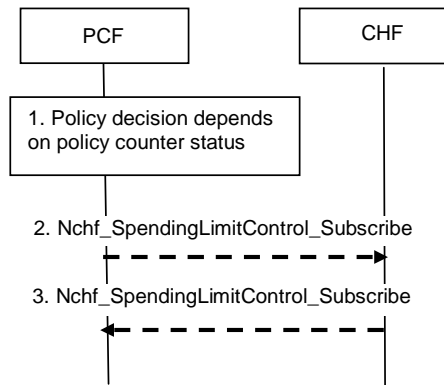 PCF
CHF
1. Policy decision depends
on policy counter status
2. Nchf_SpendingLimitControl_Subscribe
3. Nchf_SpendingLimitControl_Subscribe